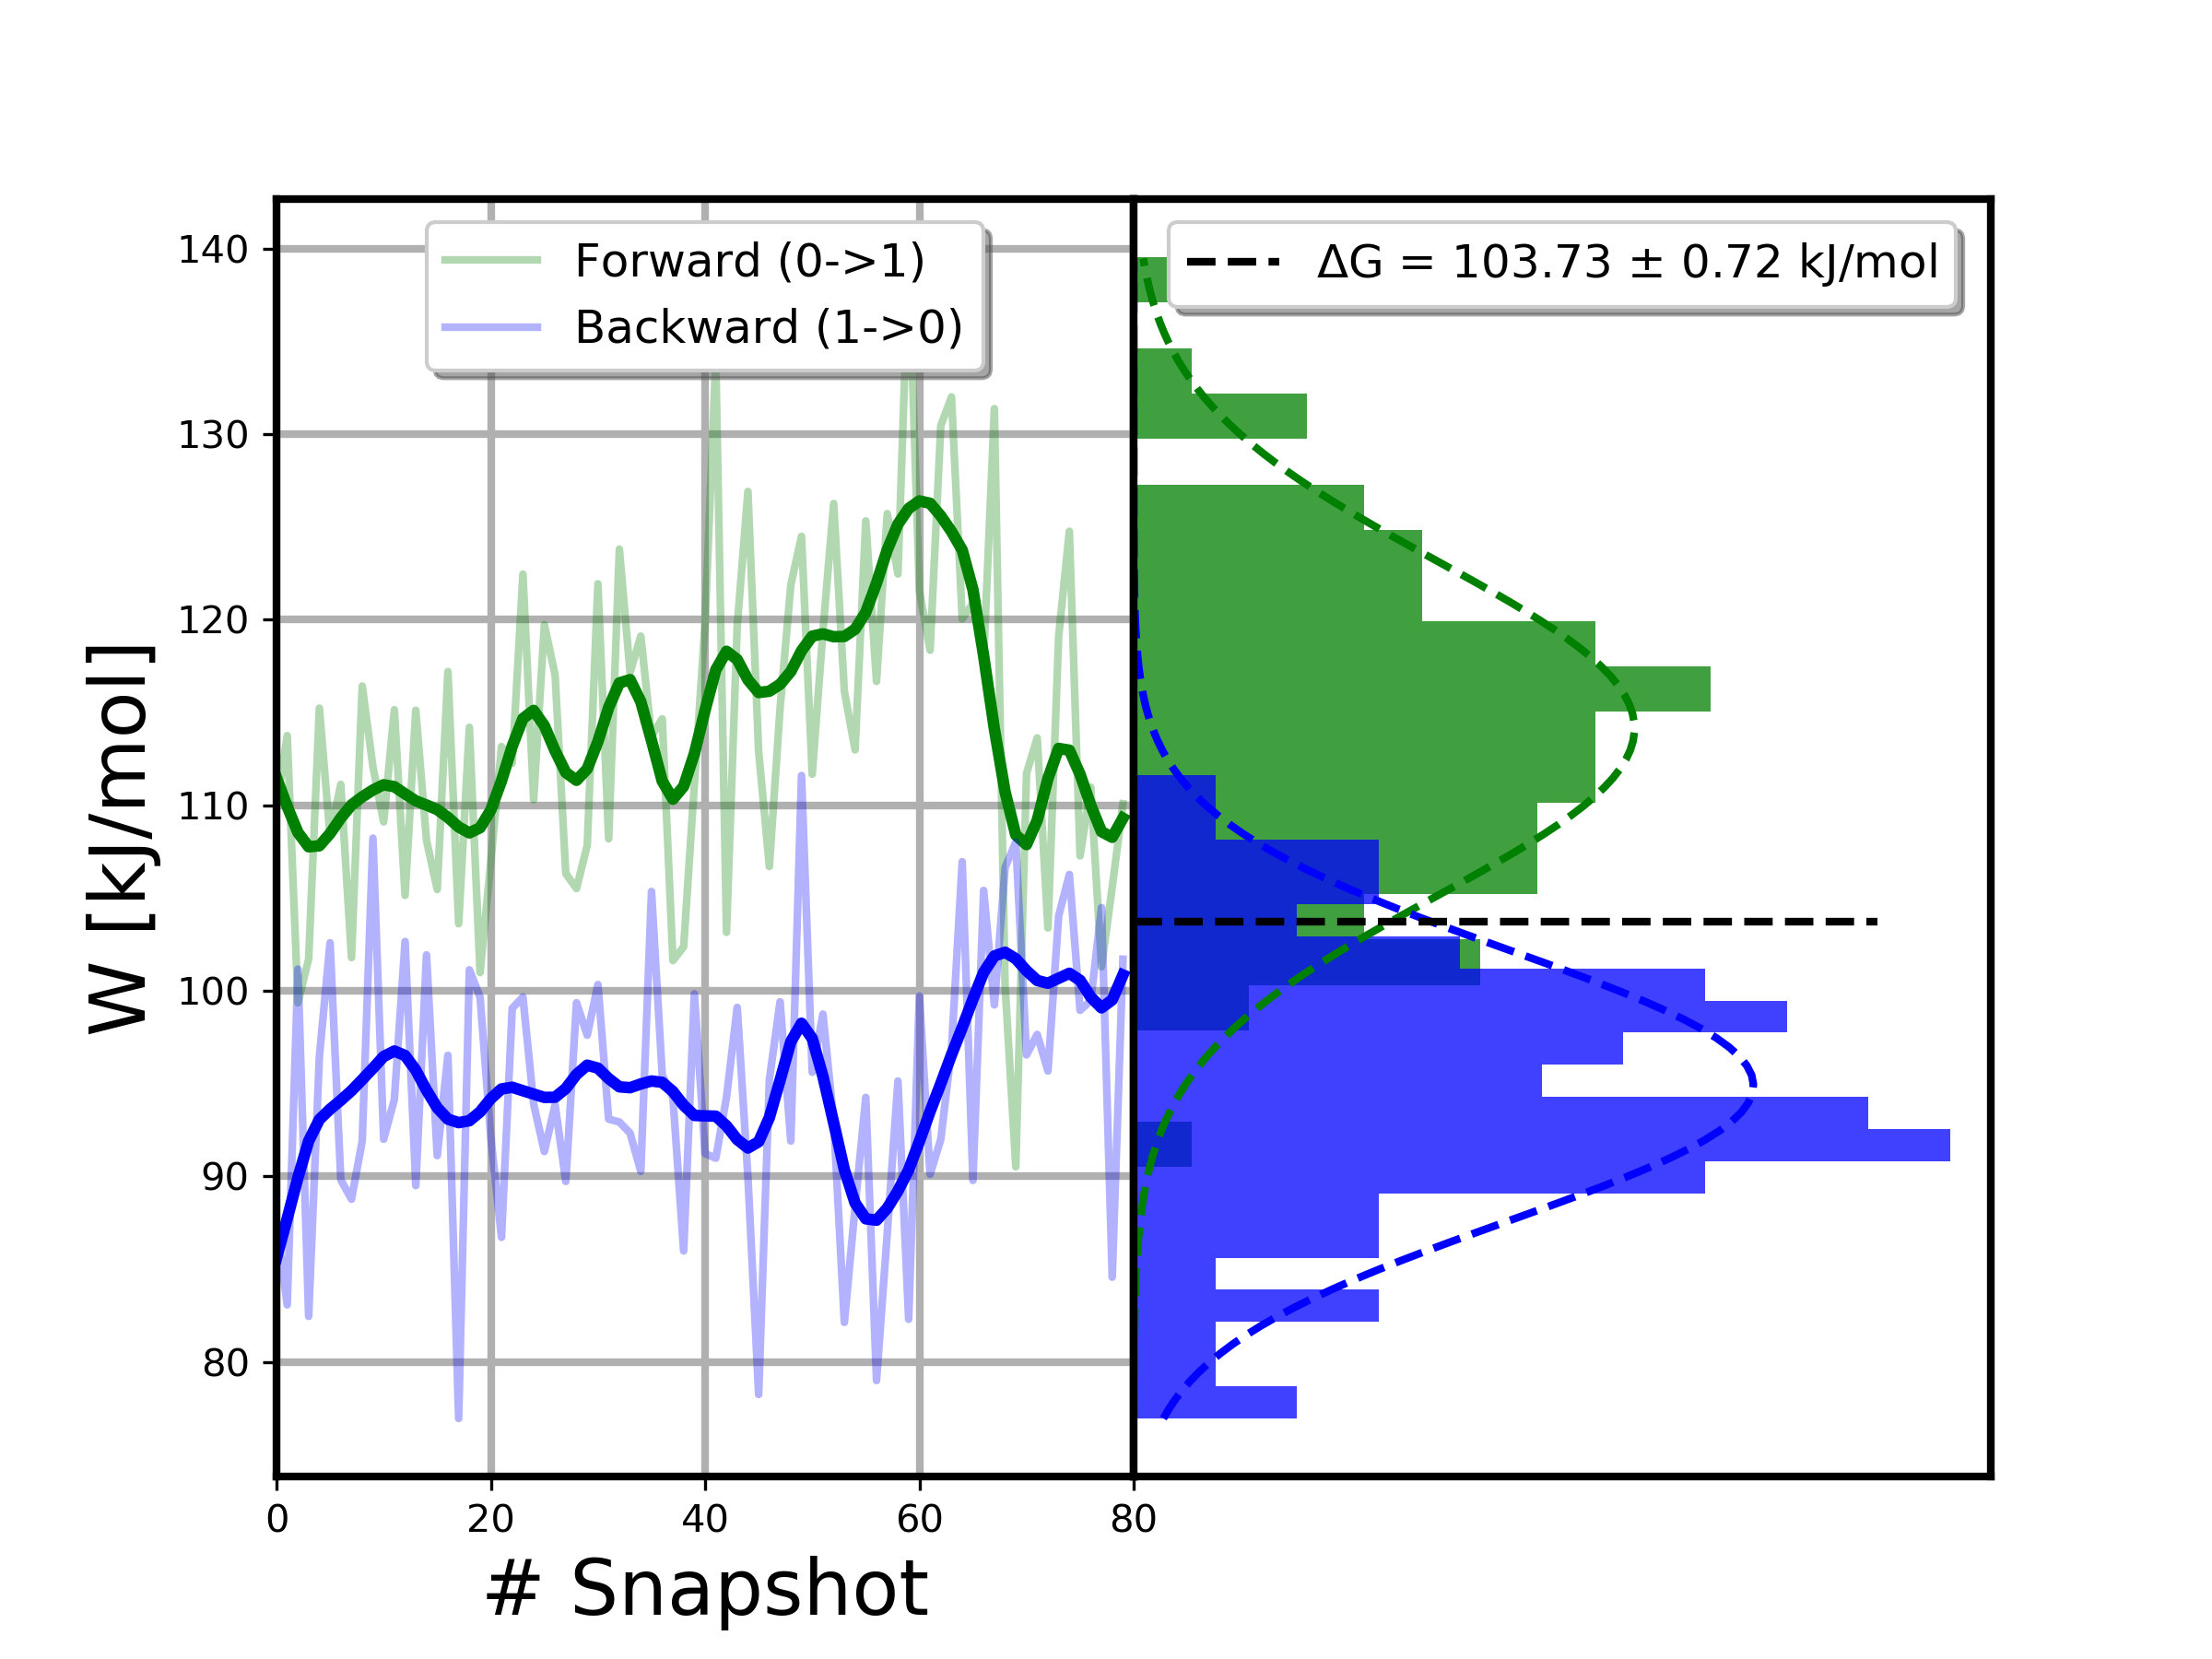 Forward (0->1)
Backward (1->0)
ΔG = 103.73 ± 0.72 kJ/mol
W [kJ/mol]
140
130
120
110
100
90
80
0 20 40 60 80
# Snapshot